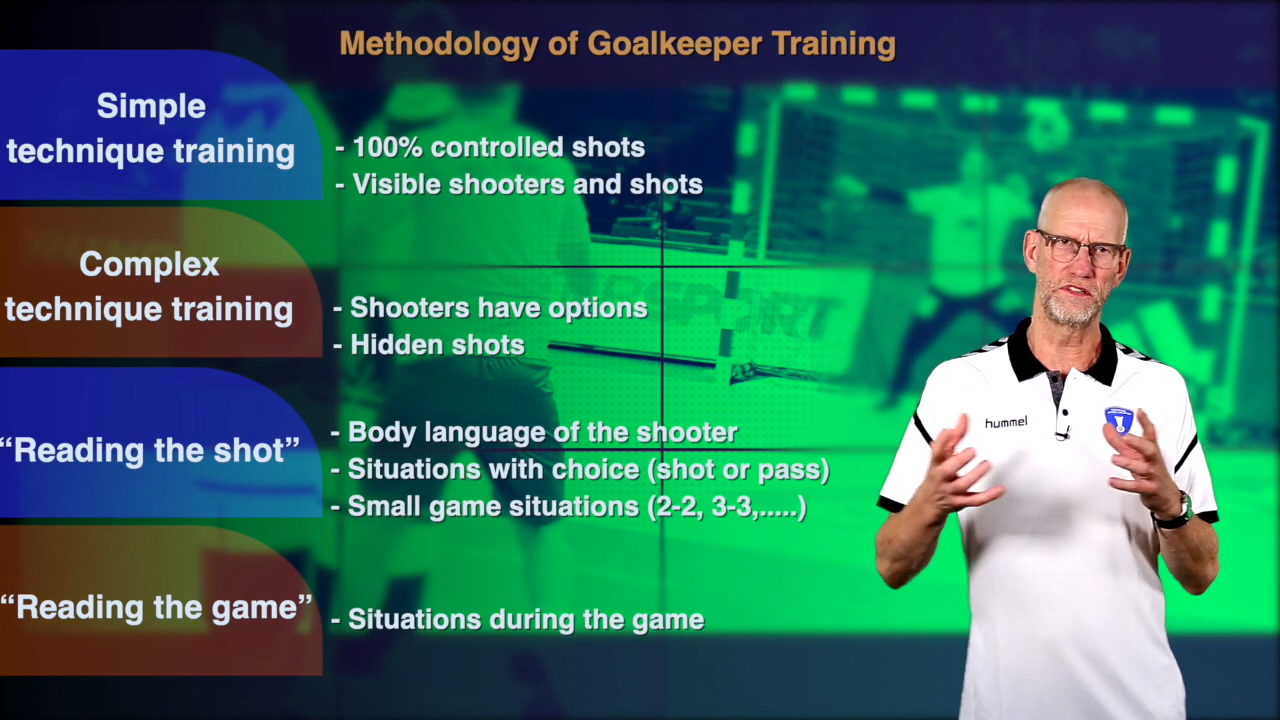 Methodology of Goalkeeper Training
Simple
technique training
- 100% controlled shots
- Visible shooters and shots
Complex
technique training
- Shooters have options
- Hidden shots
“Reading the shot”
- Body language of the shooter
- Situations with choice (shot or pass)
- Small game situations (2-2, 3-3,.....)
“Reading the game”
- Situations during the game
hummel